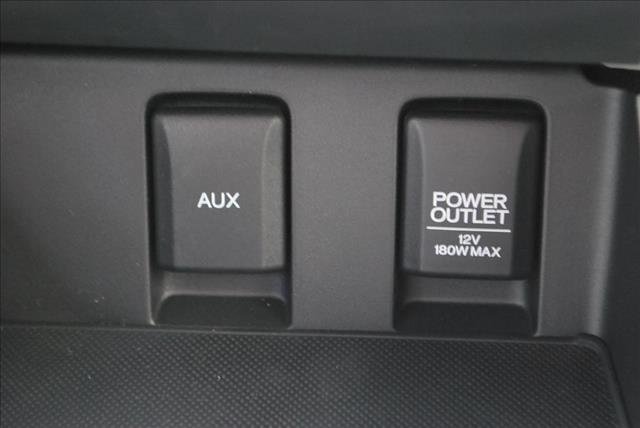 AUX
POWER
OUTLET
12V
180W MAX